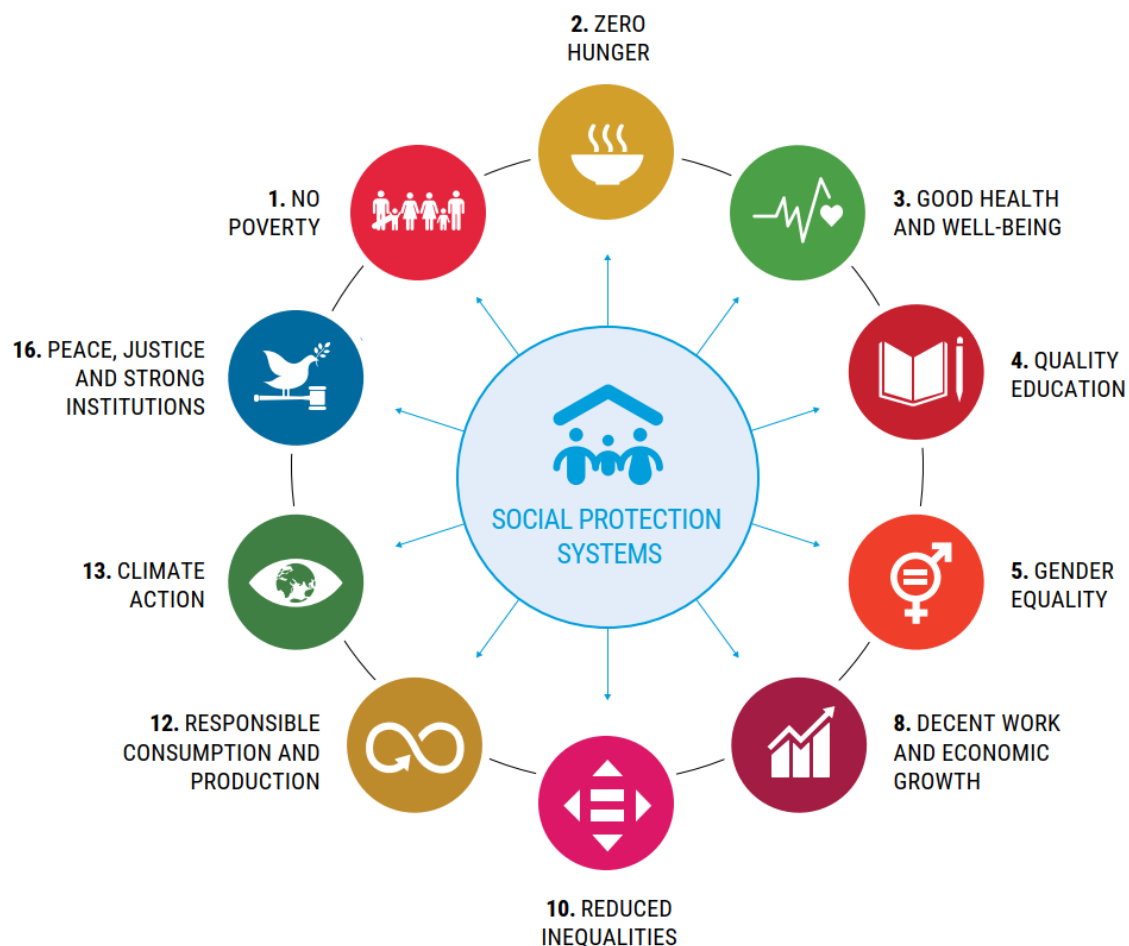 2. ZERO
HUNGER
1. NO
POVERTY
3. GOOD HEALTH
AND WELL-BEING
16. PEACE, JUSTICE
AND STRONG
INSTITUTIONS
4. QUALITY
EDUCATION
SOCIAL PROTECTION
SYSTEMS
13. CLIMATE
ACTION
5. GENDER
EQUALITY
12. RESPONSIBLE
CONSUMPTION AND
PRODUCTION
8. DECENT WORK
AND ECONOMIC
GROWTH
10. REDUCED
INEQUALITIES